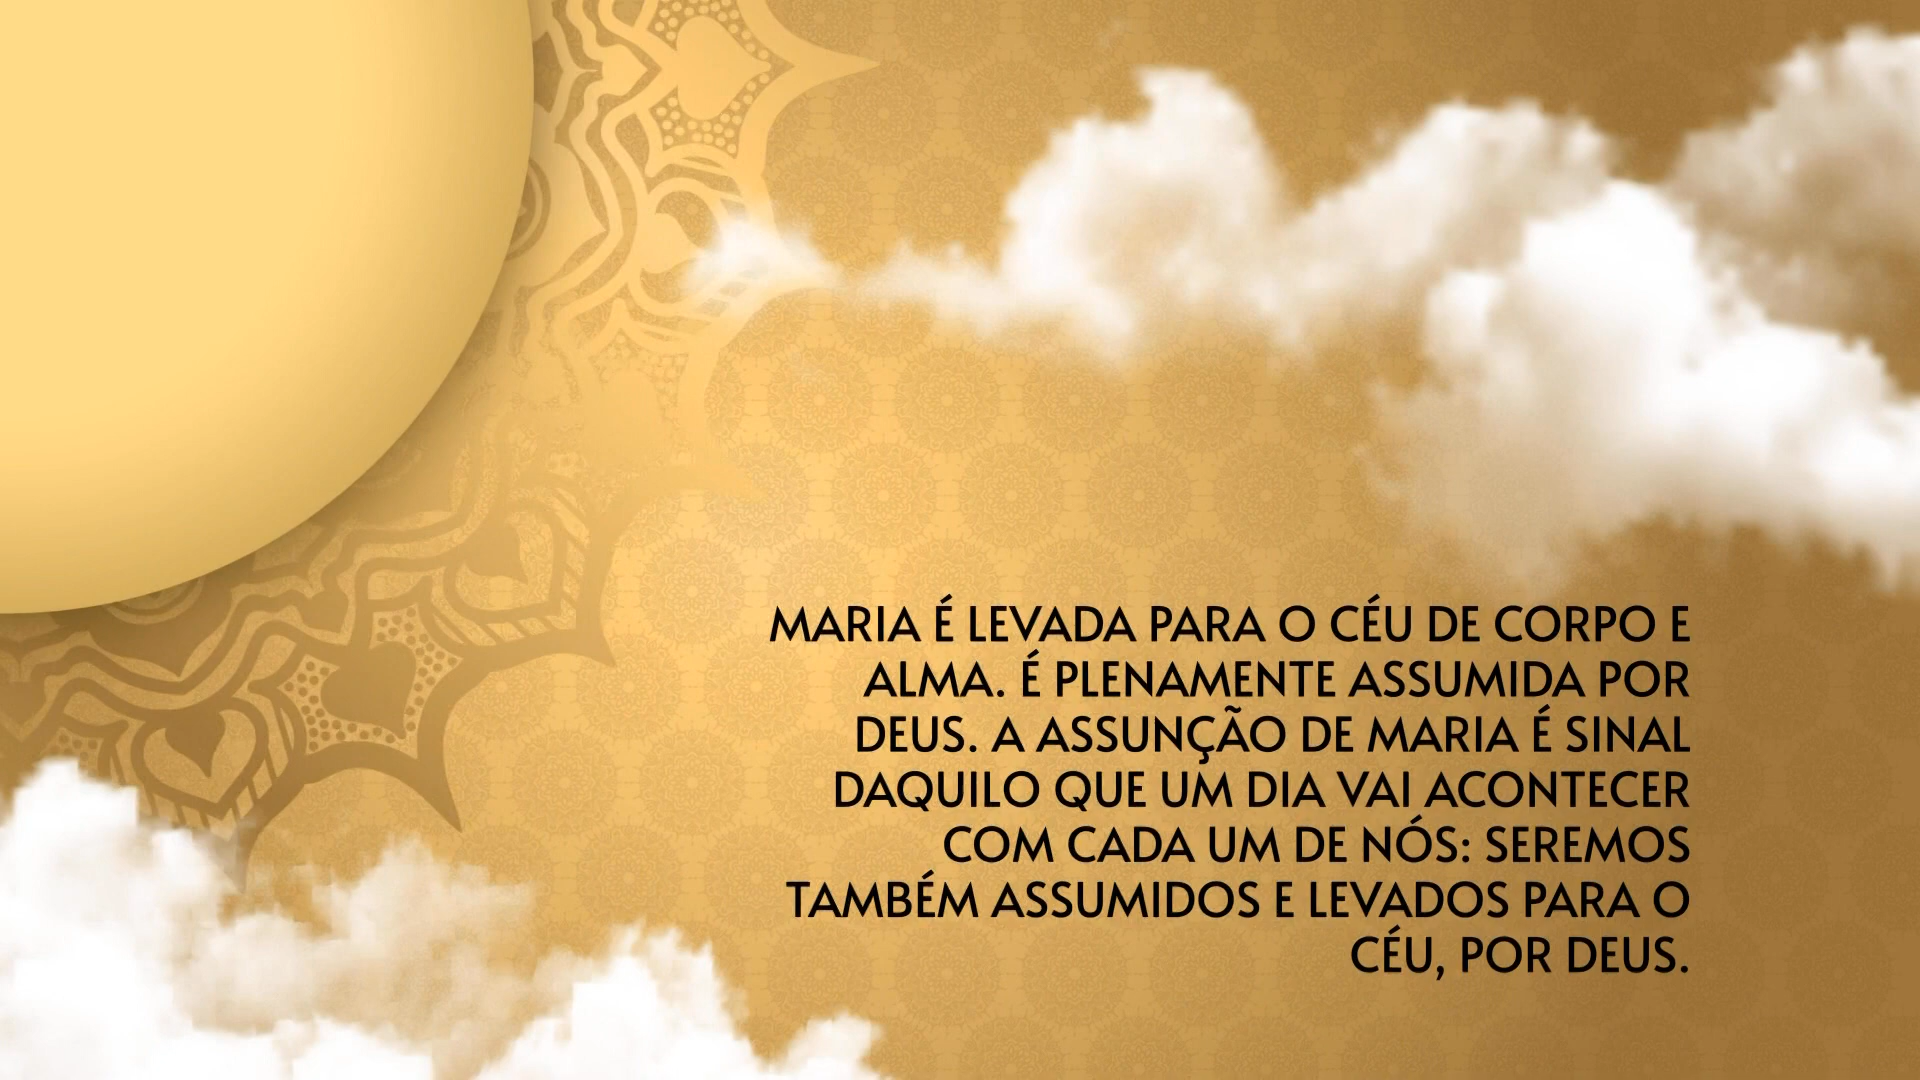 MARIA É LEVADA PARA O CÉU DE CORPO E
ALMA. É PLENAMENTE ASSUMIDA POR
DEUS. A ASSUNÇÃO DE MARIA É SINAL
DAQUILO QUE UM DIA VAI ACONTECER
COM CADA UM DE NÓS: SEREMOS
TAMBÉM ASSUMIDOS E LEVADOS PARA O
CÉU, POR DEUS.